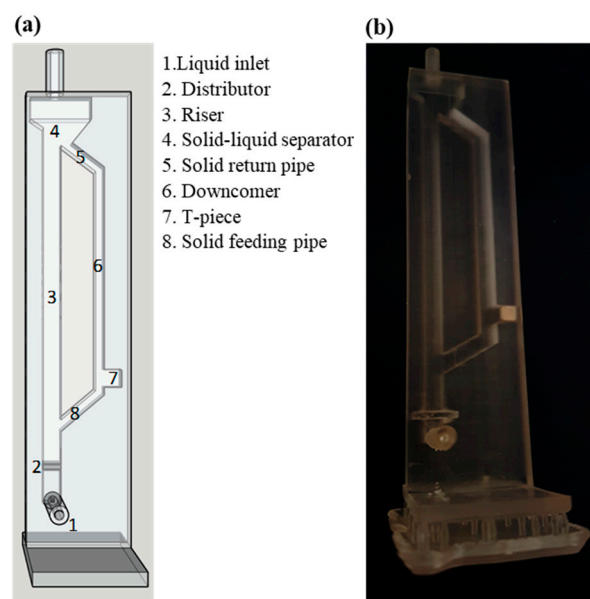 (a)
1.Liquid inlet
2. Distributor
3. Riser
4. Solid-liquid separator
5. Solid return pipe
6. Downcomer
7. T-piece
8. Solid feeding pipe
4
5
6
3
7
8
2
1
(b)